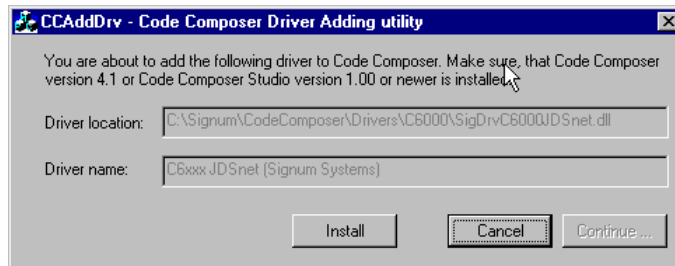 CCAddDrv - Code Composer Driver Adding utility
You are about to add the following driver to Code Composer. Make sure, that Code Composer
version 4.1 or Code Composer Studio version 1.00 or newer is installed.
Driver location: C:\Signum\CodeComposer\Drivers\C6000\SigDrvC6000JDSnet.dll
Driver name: C6xxx JDSnet (Signum Systems)
Install Cancel Continue ...